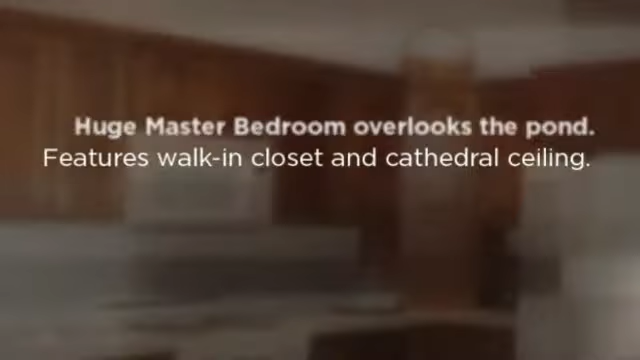 Huge Master Bedroom overlooks the pond.
Features walk-in closet and cathedral ceiling.